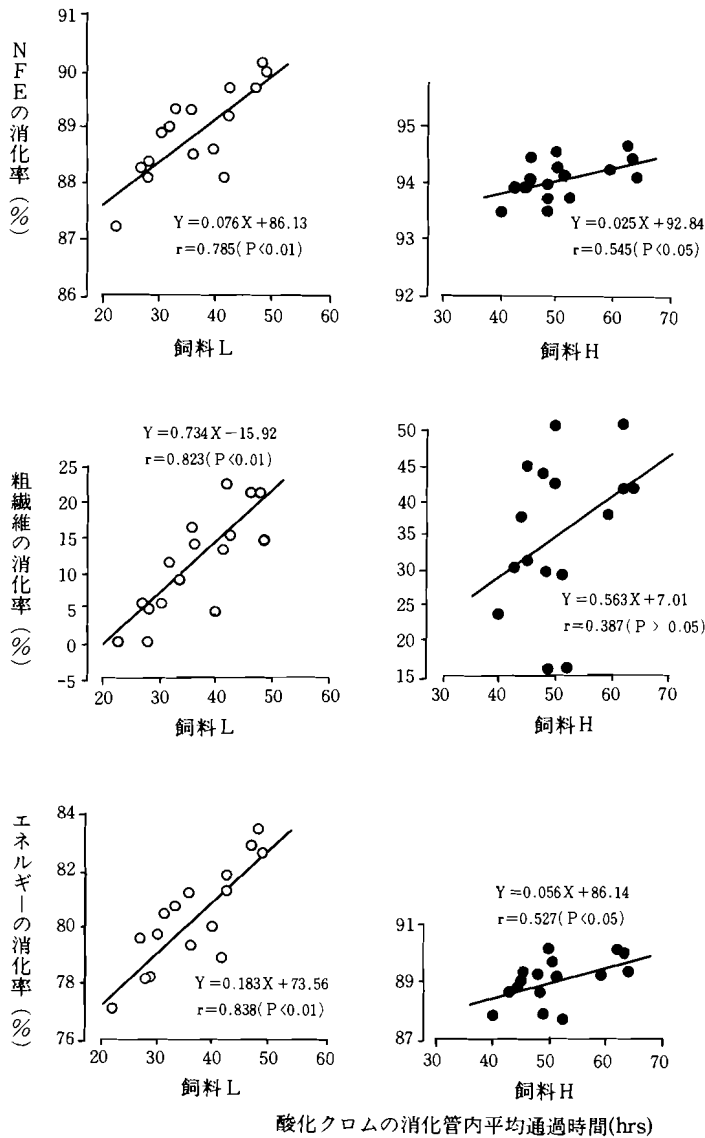 NFEの消化率(%)
91
90
89
88
87
86
Y=0.076X+86.13
r=0.785(P<0.01)
20 30 40 50 60
飼料L
95
94
93
92
Y=0.025X+92.84
r=0.545(P<0.05)
30 40 50 60 70
飼料H
粗繊維の消化率(%)
Y=0.734X-15.92
r=0.823(P<0.01)
25
20
15
10
5
0
-5
20 30 40 50 60
飼料L
50
45
40
35
30
25
20
15
Y=0.563X+7.01
r=0.387(P > 0.05)
30 40 50 60 70
飼料H
エネルギーの消化率(%)
84
82
80
78
76
Y=0.183X+73.56
r=0.838(P<0.01)
20 30 40 50 60
飼料L
Y=0.056X+86.14
r=0.527(P<0.05)
91
89
87
30 40 50 60 70
飼料H
酸化クロムの消化管内平均通過時間(hrs)